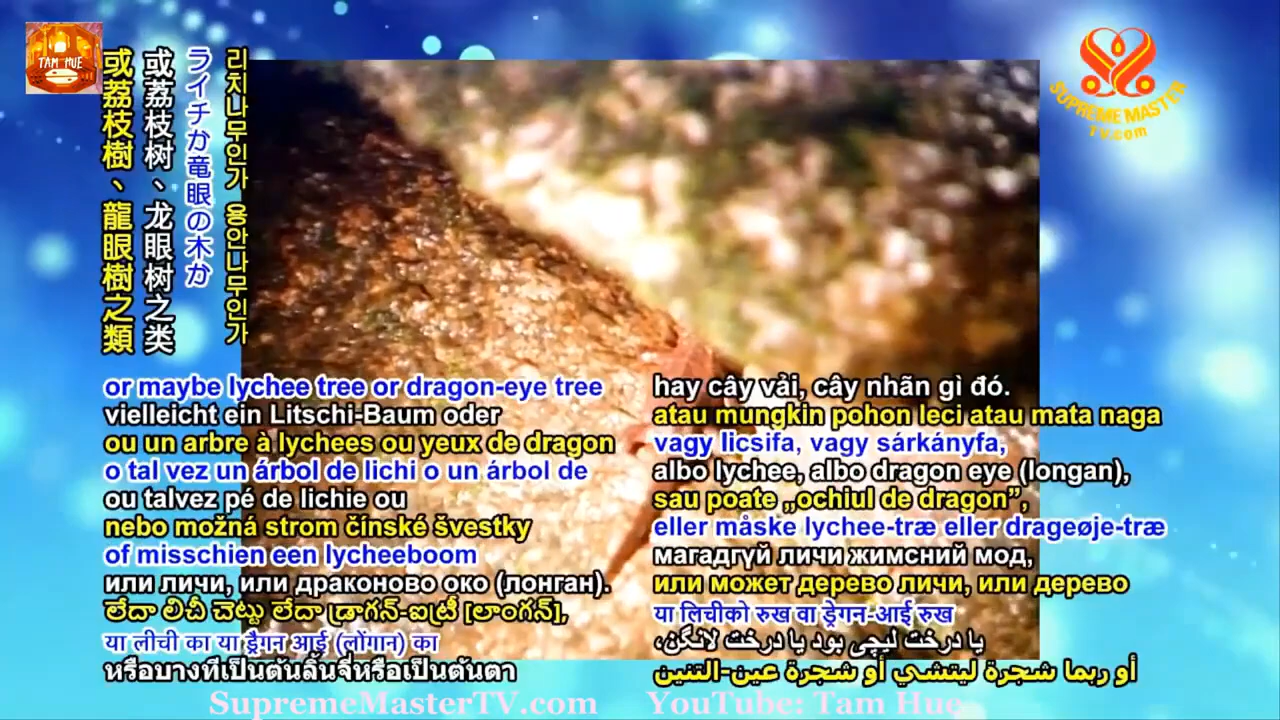 TAM HUE
SUPREME MASTER
TV.com
리치나무인가 용안나무인가
ライチか竜眼の木か
或荔枝树、龙眼树之类
或荔枝樹、龍眼樹之類
or maybe lychee tree or dragon-eye tree
vielleicht ein Litschi-Baum oder
ou un arbre à lychees ou yeux de dragon
o tal vez un árbol de lichi o un árbol de
ou talvez pé de lichie ou
nebo možná strom čínské švestky
of misschien een lycheeboom
или личи, или драконово око (лонган).
లేదా లిచీ చెట్టు లేదా డ్రాగన్-ఐట్రీ [లాంగన్],
या लीची का या ड्रैगन आई (लोंगान) का
หรือบางทีเป็นต้นลิ้นจี่หรือเป็นต้นตา
hay cây vải, cây nhãn gì đó.
atau mungkin pohon leci atau mata naga
vagy licsifa, vagy sárkányfa,
albo lychee, albo dragon eye (longan),
sau poate „ochiul de dragon”,
eller måske lychee-træ eller drageøje-træ
магадгүй личи жимсний мод,
или может дерево личи, или дерево
या लिचीको रुख वा ड्रेगन-आई रुख
یا درخت لیچی بود یا درخت لانگن،
أو ربما شجرة ليتشي أو شجرة عين-التنين
SupremeMasterTV.com
YouTube: Tam Hue